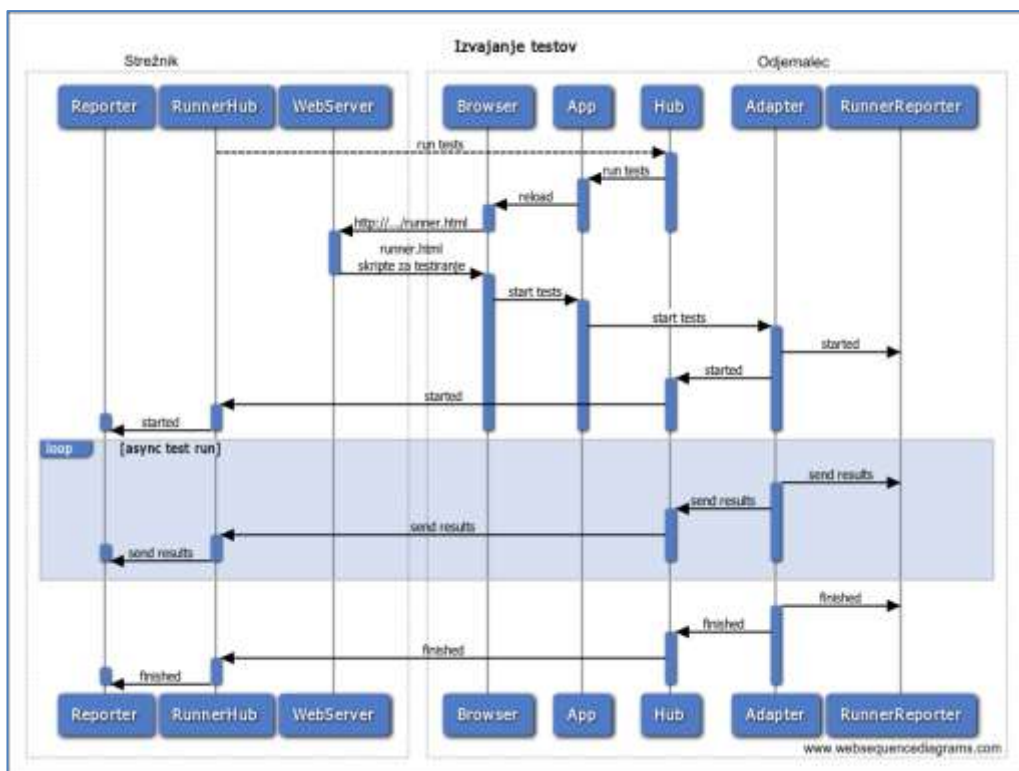 Izvajanje testov
Strežnik
Odjemalec
Reporter
RunnerHub
WebServer
Browser
App
Hub
Adapter
RunnerReporter
run tests
run tests
reload
http://.../runner.html
runner.html
skripte za testiranje
start tests
start tests
started
started
started
started
loop
[async test run]
send results
send results
send results
send results
finished
finished
finished
finished
Reporter
RunnerHub
WebServer
Browser
App
Hub
Adapter
RunnerReporter
www.websequencediagrams.com